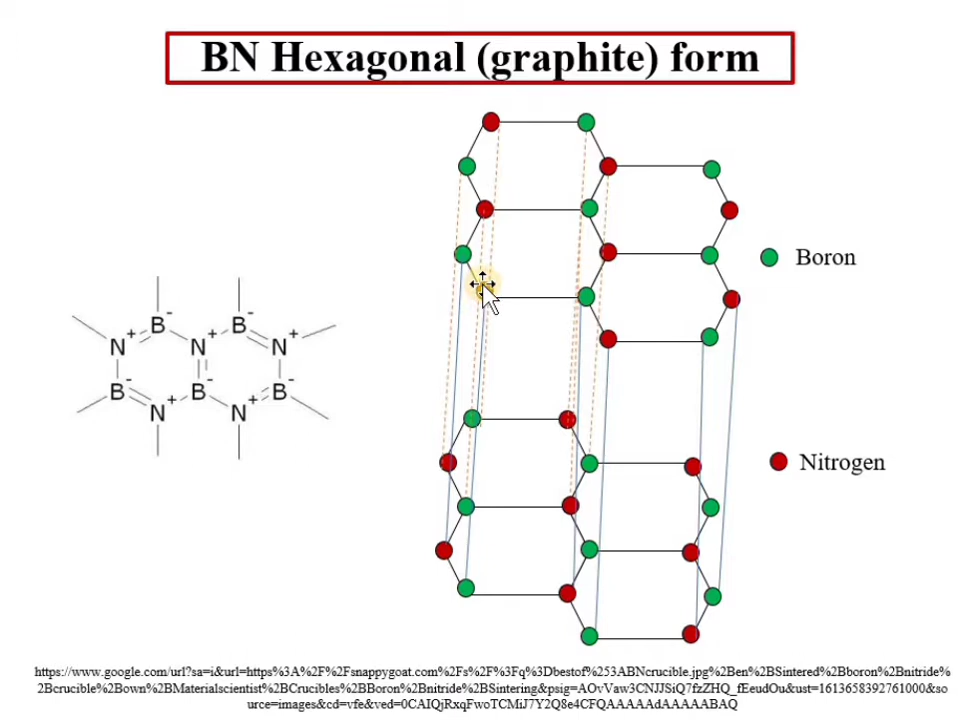 BN Hexagonal (graphite) form
Boron
B - B -
N + N + N +
B - B - B -
N + N +
Nitrogen
https://www.google.com/url?sa=i&url=https%3A%2F%2Fsnappygoat.com%2Fs%2F%3Fq%3Dbestof%253ABNcrucible.jpg%2Ben%2BSintered%2Bboron%2Bnitride%
2Bcrucible%2Bown%2BMaterialscientist%2BCrucibles%2BBoron%2Bnitride%2BSintering&psig=AOvVaw3CNJJSiQ7fzZHQ_fEeudOu&ust=1613658392761000&so
urce=images&cd=vfe&ved=0CAIQjRxqFwoTCMiJ7Y2Q8e4CFQAAAAAdAAAAABAQ